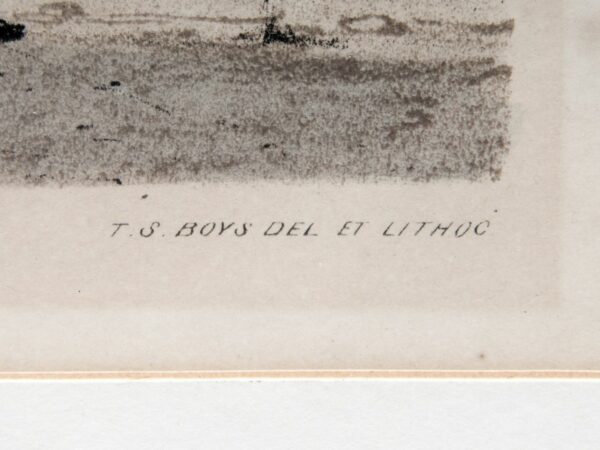 T. S. BOYS DEL ET LITHOG